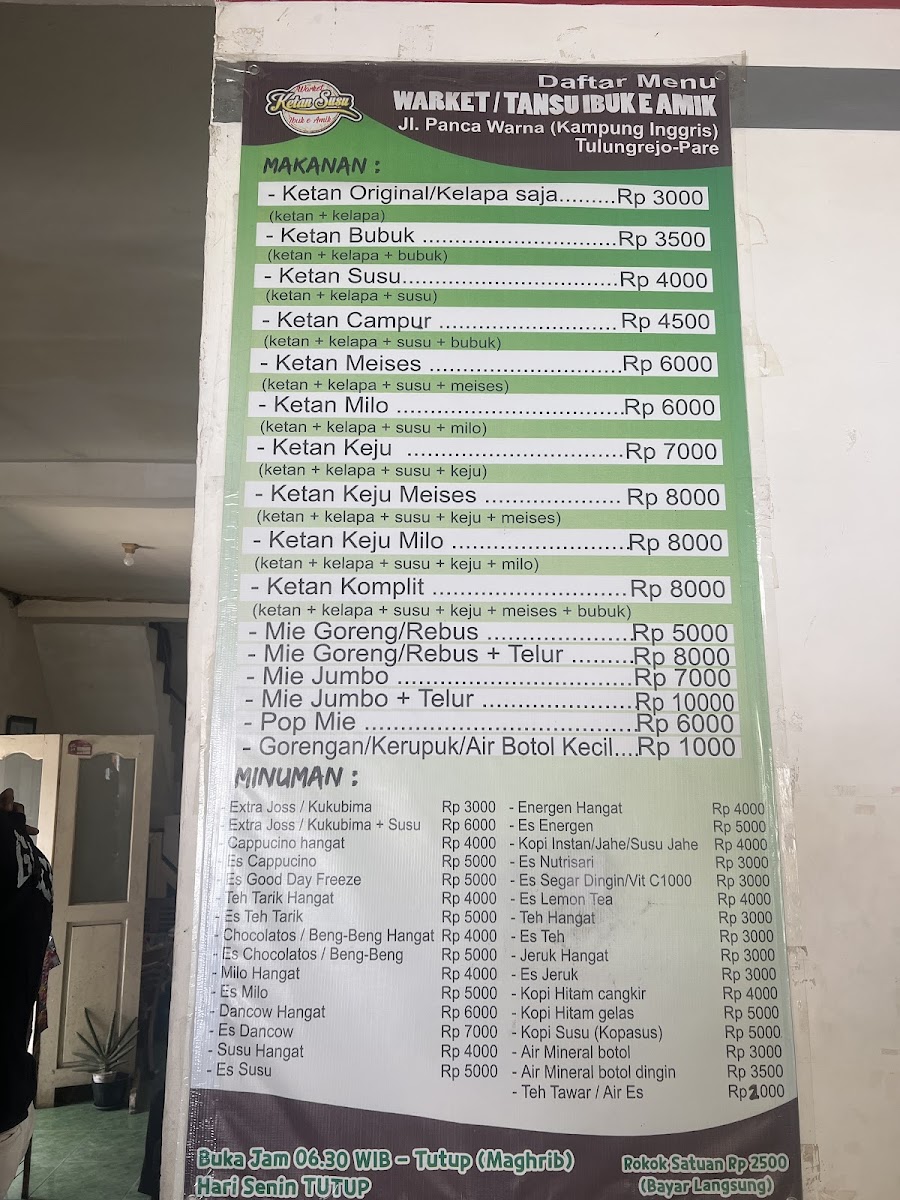 Warket
Ketan Susu
Ibuk e Amik
Daftar Menu
WARKET / TANSU IBUK E AMIK
Jl. Panca Warna (Kampung Inggris)
Tulungrejo-Pare
MAKANAN :
- Ketan Original/Kelapa saja.........Rp 3000
(ketan + kelapa)
- Ketan Bubuk ..............................Rp 3500
(ketan + kelapa + bubuk)
- Ketan Susu.................................Rp 4000
(ketan + kelapa + susu)
- Ketan Campur ........................... Rp 4500
(ketan + kelapa + susu + bubuk)
- Ketan Meises .............................Rp 6000
(ketan + kelapa + susu + meises)
- Ketan Milo ..................................Rp 6000
(ketan + kelapa + susu + milo)
- Ketan Keju .................................Rp 7000
(ketan + kelapa + susu + keju)
- Ketan Keju Meises ..................... Rp 8000
(ketan + kelapa + susu + keju + meises)
- Ketan Keju Milo ..........................Rp 8000
(ketan + kelapa + susu + keju + milo)
- Ketan Komplit .............................Rp 8000
(ketan + kelapa + susu + keju + meises + bubuk)
- Mie Goreng/Rebus .....................Rp 5000
- Mie Goreng/Rebus + Telur .........Rp 8000
- Mie Jumbo ..................................Rp 7000
- Mie Jumbo + Telur .....................Rp 10000
- Pop Mie .......................................Rp 6000
- Gorengan/Kerupuk/Air Botol Kecil....Rp 1000
MINUMAN :
- Extra Joss / Kukubima Rp 3000
- Extra Joss / Kukubima + Susu Rp 6000
- Cappucino hangat Rp 4000
- Es Cappucino Rp 5000
- Es Good Day Freeze Rp 5000
- Teh Tarik Hangat Rp 4000
- Es Teh Tarik Rp 5000
- Chocolatos / Beng-Beng Hangat Rp 4000
- Es Chocolatos / Beng-Beng Rp 5000
- Milo Hangat Rp 4000
- Es Milo Rp 5000
- Dancow Hangat Rp 6000
- Es Dancow Rp 7000
- Susu Hangat Rp 4000
- Es Susu Rp 5000
- Energen Hangat Rp 4000
- Es Energen Rp 5000
- Kopi Instan/Jahe/Susu Jahe Rp 4000
- Es Nutrisari Rp 3000
- Es Segar Dingin/Vit C1000 Rp 3000
- Es Lemon Tea Rp 4000
- Teh Hangat Rp 3000
- Es Teh Rp 3000
- Jeruk Hangat Rp 3000
- Es Jeruk Rp 3000
- Kopi Hitam cangkir Rp 4000
- Kopi Hitam gelas Rp 5000
- Kopi Susu (Kopasus) Rp 5000
- Air Mineral botol Rp 3000
- Air Mineral botol dingin Rp 3500
- Teh Tawar / Air Es Rp 2000
Buka Jam 06.30 WIB - Tutup (Maghrib)
Hari Senin TUTUP
Rokok Satuan Rp 2500
(Bayar Langsung)